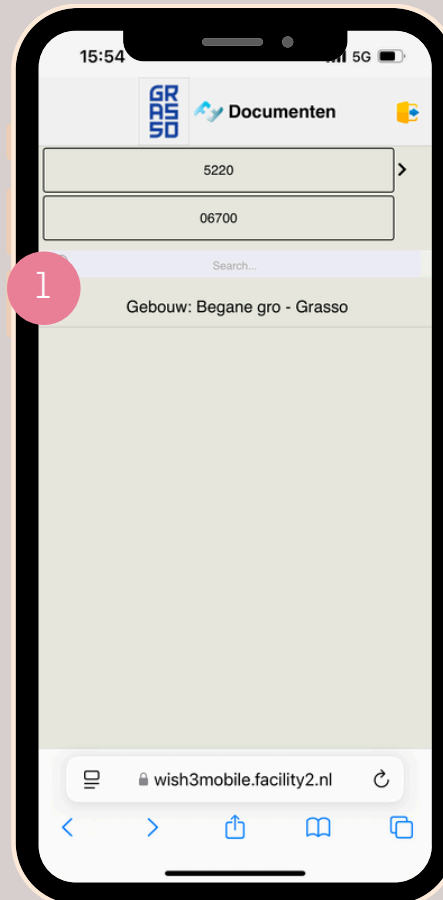 15:54 5G
GR
AS
SO
Documenten
5220
06700
Search...
1
Gebouw: Begane gro - Grasso
wish3mobile.facility2.nl